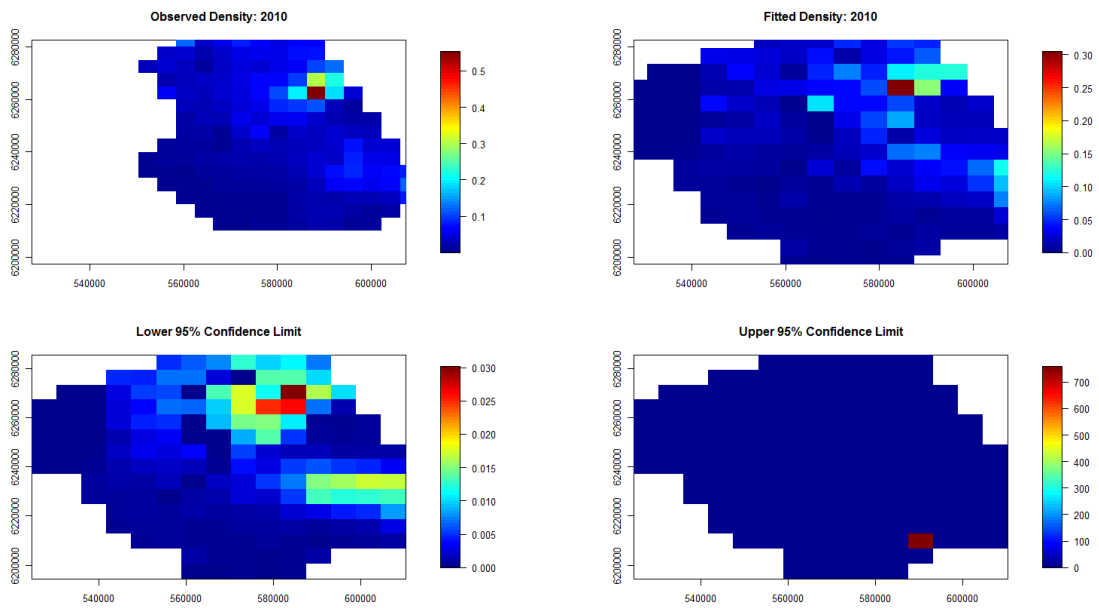 Observed Density: 2010
6200000 6220000 6240000 6260000 6280000
540000 560000 580000 600000
0.5
0.4
0.3
0.2
0.1
Fitted Density: 2010
6200000 6220000 6240000 6260000 6280000
540000 560000 580000 600000
0.30
0.25
0.20
0.15
0.10
0.05
0.00
Lower 95% Confidence Limit
6200000 6220000 6240000 6260000 6280000
540000 560000 580000 600000
0.030
0.025
0.020
0.015
0.010
0.005
0.000
Upper 95% Confidence Limit
6200000 6220000 6240000 6260000 6280000
540000 560000 580000 600000
700
600
500
400
300
200
100
0